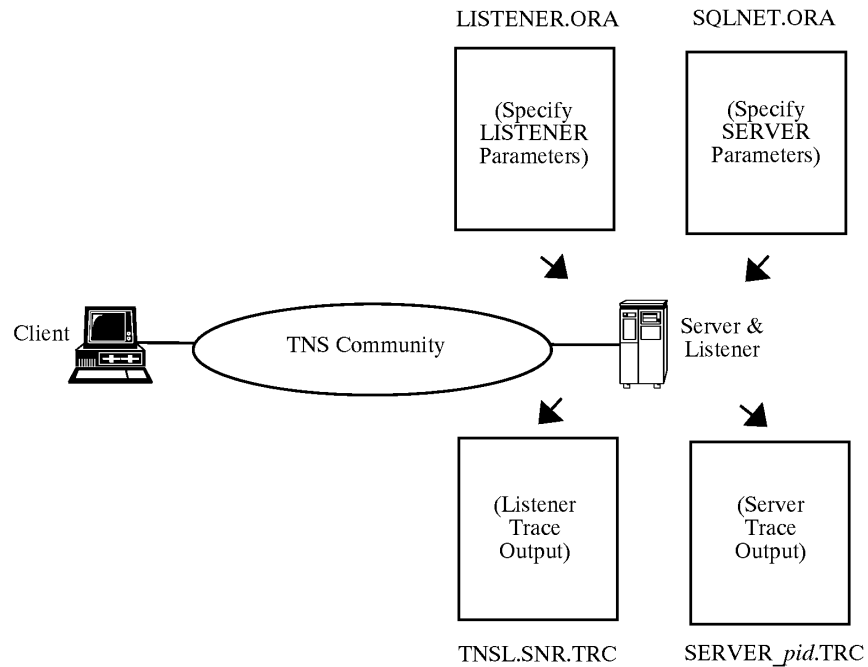 LISTENER.ORA
SQLNET.ORA
(Specify
LISTENER
Parameters)
(Specify
SERVER
Parameters)
Client
TNS Community
Server &
Listener
(Listener
Trace
Output)
(Server
Trace
Output)
TNSL.SNR.TRC
SERVER_pid.TRC